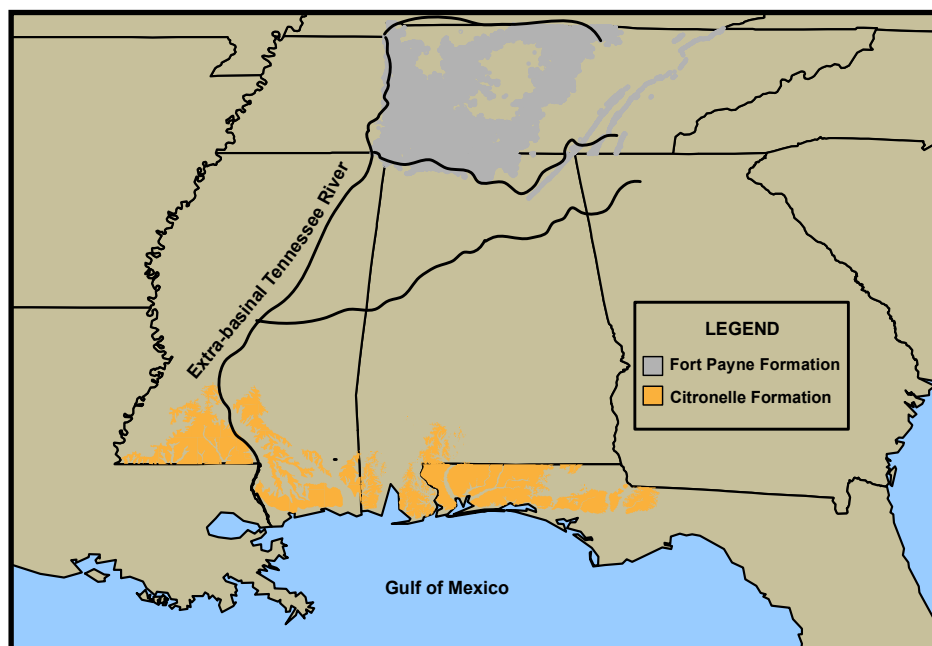 Extra-basinal Tennessee River
LEGEND
Fort Payne Formation
Citronelle Formation
Gulf of Mexico